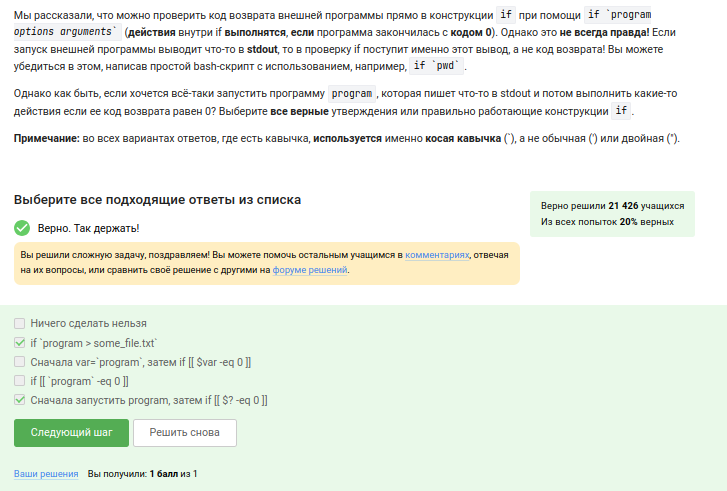 Мы рассказали, что можно проверить код возврата внешней программы прямо в конструкции if при помощи if `program
options arguments` (действия внутри if выполнятся, если программа закончилась с кодом 0). Однако это не всегда правда! Если
запуск внешней программы выводит что-то в stdout, то в проверку if поступит именно этот вывод, а не код возврата! Вы можете
убедиться в этом, написав простой bash-скрипт с использованием, например, if `pwd` .
Однако как быть, если хочется всё-таки запустить программу program , которая пишет что-то в stdout и потом выполнить какие-то
действия если ее код возврата равен 0? Выберите все верные утверждения или правильно работающие конструкции if .
Примечание: во всех вариантах ответов, где есть кавычка, используется именно косая кавычка (`), а не обычная (') или двойная (").
Выберите все подходящие ответы из списка
Верно решили 21 426 учащихся
Из всех попыток 20% верных
Верно. Так держать!
Вы решили сложную задачу, поздравляем! Вы можете помочь остальным учащимся в комментариях, отвечая
на их вопросы, или сравнить своё решение с другими на форуме решений.
Ничего сделать нельзя
if `program > some_file.txt`
Сначала var=`program`, затем if [[ $var -eq 0 ]]
if [[ `program` -eq 0 ]]
Сначала запустить program, затем if [[ $? -eq 0 ]]
Следующий шаг
Решить снова
Ваши решения Вы получили: 1 балл из 1